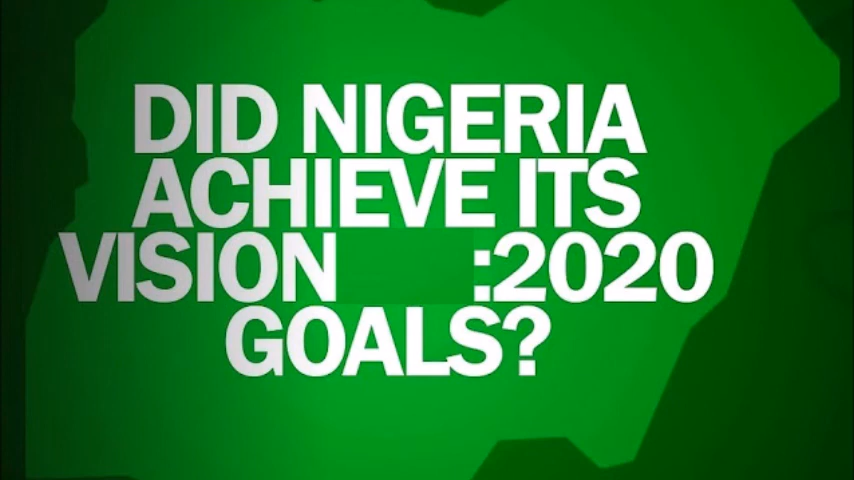 DID NIGERIA
ACHIEVE ITS
VISION :2020
GOALS?